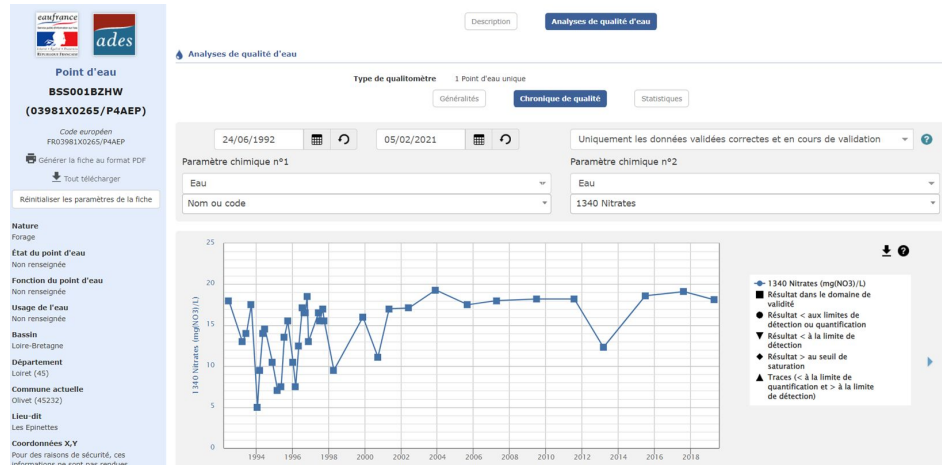 eaufrance
RÉPUBLIQUE FRANÇAISE
ades
Point d'eau
BSS001BZHW
(03981X0265/P4AEP)
Code européen
FR03981X0265/P4AEP
Générer la fiche au format PDF
Tout télécharger
Réinitialiser les paramètres de la fiche
Nature
Forage
État du point d'eau
Non renseignée
Fonction du point d'eau
Non renseignée
Usage de l'eau
Non renseignée
Bassin
Loire-Bretagne
Département
Loiret (45)
Commune actuelle
Olivet (45232)
Lieu-dit
Les Epinettes
Coordonnées X,Y
Pour des raisons de sécurité, ces
informations ne sont pas rendues
Description
Analyses de qualité d'eau
Analyses de qualité d'eau
Type de qualitomètre 1 Point d'eau unique
Généralités
Chronique de qualité
Statistiques
24/06/1992
05/02/2021
Uniquement les données validées correctes et en cours de validation
?
Paramètre chimique n°1
Paramètre chimique n°2
Eau
Eau
Nom ou code
1340 Nitrates
?
25
20
15
10
5
0
1340 Nitrates (mg(NO3)/L)
1994 1996 1998 2000 2002 2004 2006 2008 2010 2012 2014 2016 2018
1340 Nitrates (mg(NO3)/L)
Résultat dans le domaine de
validité
Résultat < aux limites de
détection ou quantification
Résultat < à la limite de
détection
Résultat > au seuil de
saturation
Traces (< à la limite de
quantification et > à la limite
de détection)